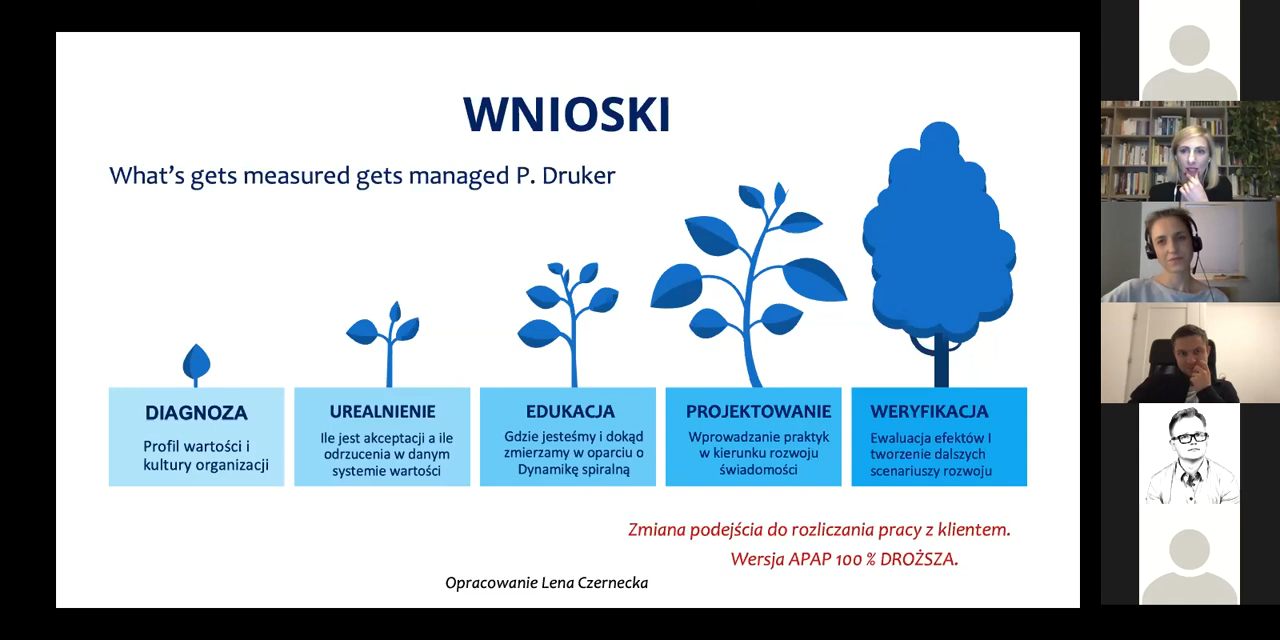 WNIOSKI
What's gets measured gets managed P. Druker
DIAGNOZA
Profil wartości i
kultury organizacji
UREALNIENIE
Ile jest akceptacji a ile
odrzucenia w danym
systemie wartości
EDUKACJA
Gdzie jesteśmy i dokąd
zmierzamy w oparciu o
Dynamikę spiralną
PROJEKTOWANIE
Wprowadzanie praktyk
w kierunku rozwoju
świadomości
WERYFIKACJA
Ewaluacja efektów I
tworzenie dalszych
scenariuszy rozwoju
Zmiana podejścia do rozliczania pracy z klientem.
Wersja APAP 100 % DROŻSZA.
Opracowanie Lena Czernecka